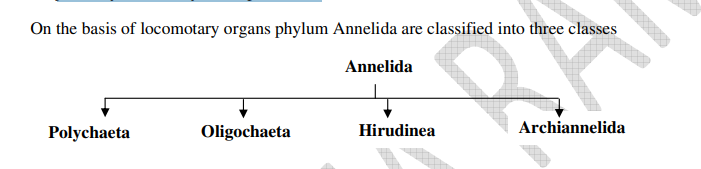 On the basis of locomotary organs phylum Annelida are classified into three classes
Annelida
Polychaeta Oligochaeta Hirudinea Archiannelida